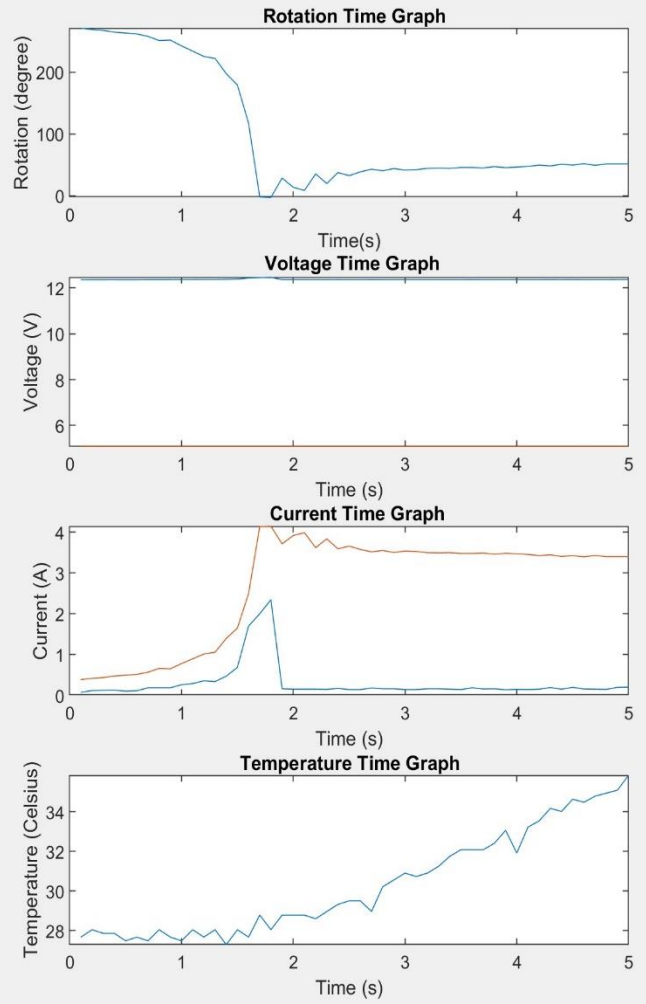 Rotation Time Graph
Rotation (degree)
200
100
0
0 1 2 3 4 5
Time(s)
Voltage Time Graph
Voltage (V)
12
10
8
6
0 1 2 3 4 5
Time (s)
Current Time Graph
Current (A)
4
3
2
1
0
0 1 2 3 4 5
Time (s)
Temperature Time Graph
Temperature (Celsius)
34
32
30
28
0 1 2 3 4 5
Time (s)